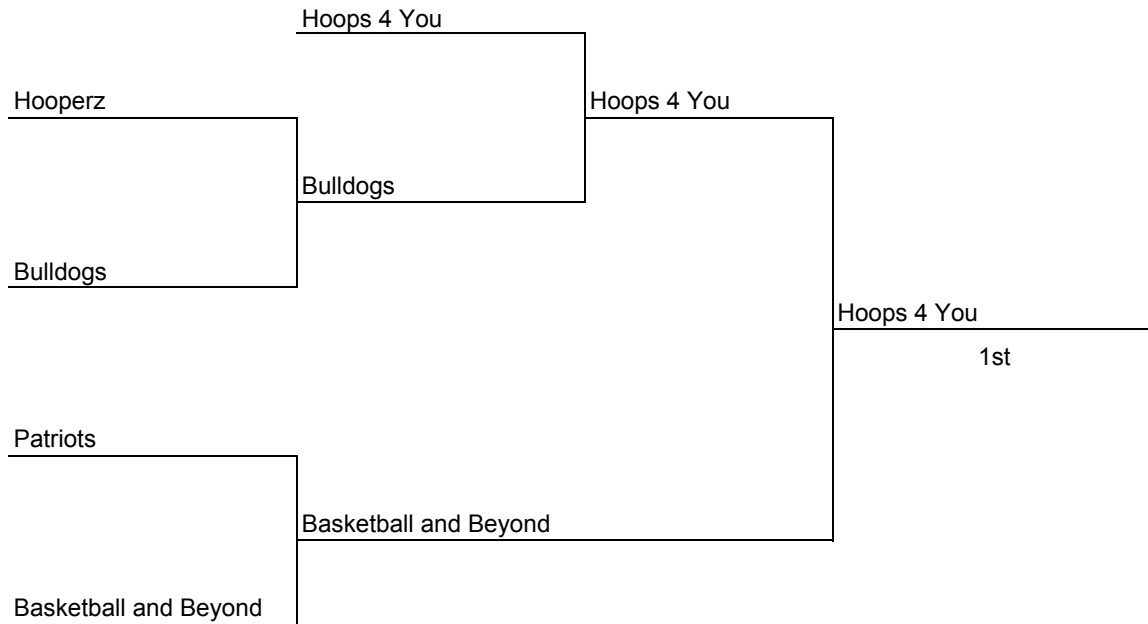 Hoops 4 You
Hooperz
Hoops 4 You
Bulldogs
Bulldogs
Hoops 4 You
1st
Patriots
Basketball and Beyond
Basketball and Beyond